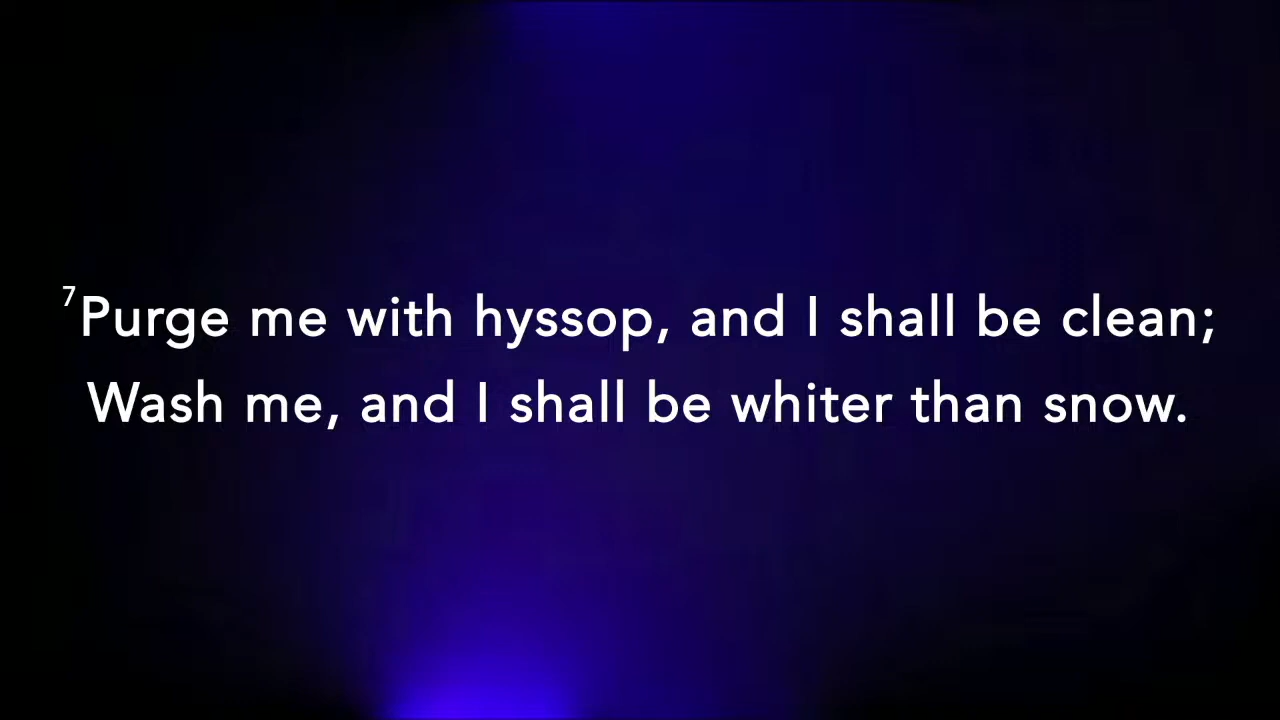 ⁷Purge me with hyssop, and I shall be clean;
Wash me, and I shall be whiter than snow.